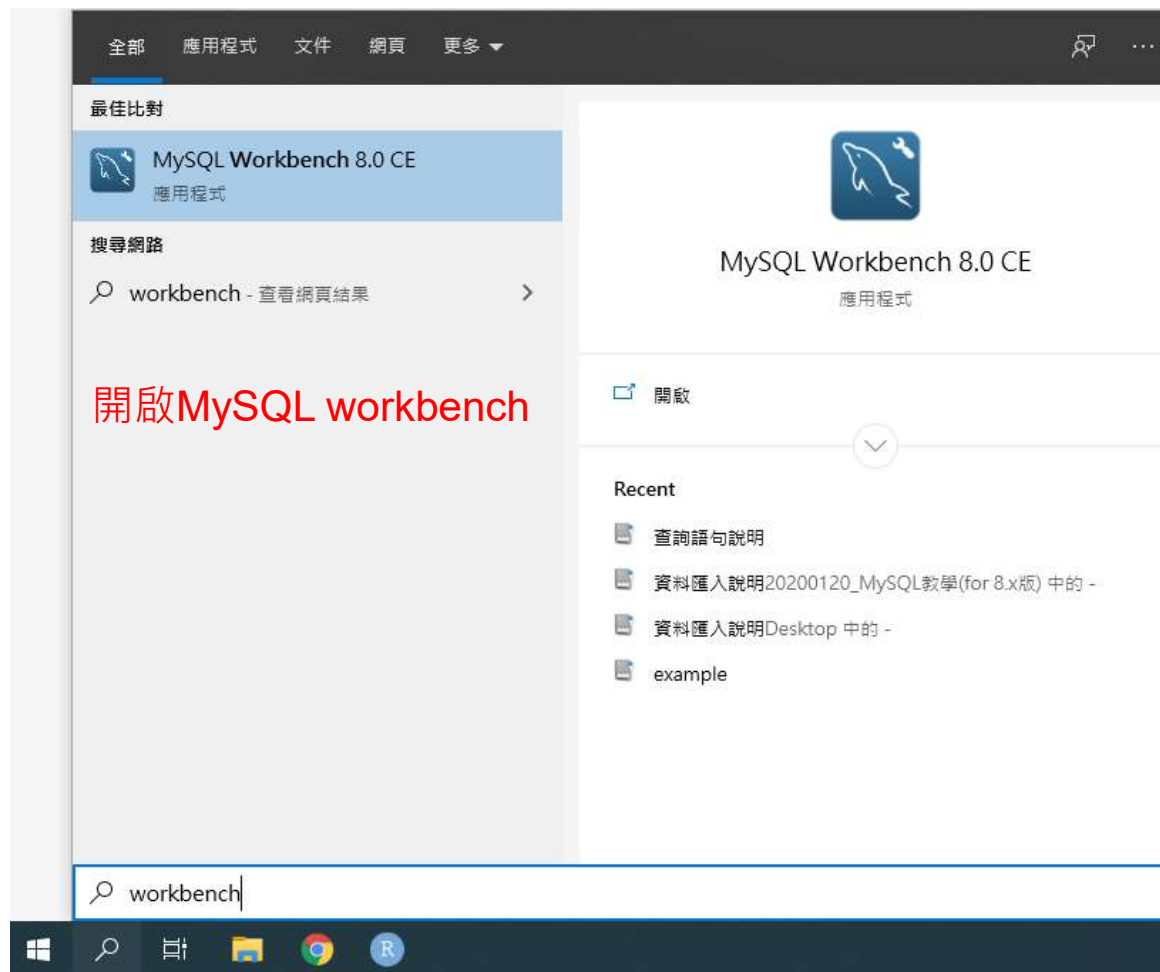 全部 應用程式 文件 網頁 更多
最佳比對
MySQL Workbench 8.0 CE
應用程式
搜尋網路
workbench - 查看網頁結果
開啟MySQL workbench
MySQL Workbench 8.0 CE
應用程式
開啟
Recent
查詢語句說明
資料匯入說明20200120_MySQL教學(for 8.x版) 中的 -
資料匯入說明Desktop 中的 -
example
workbench
R